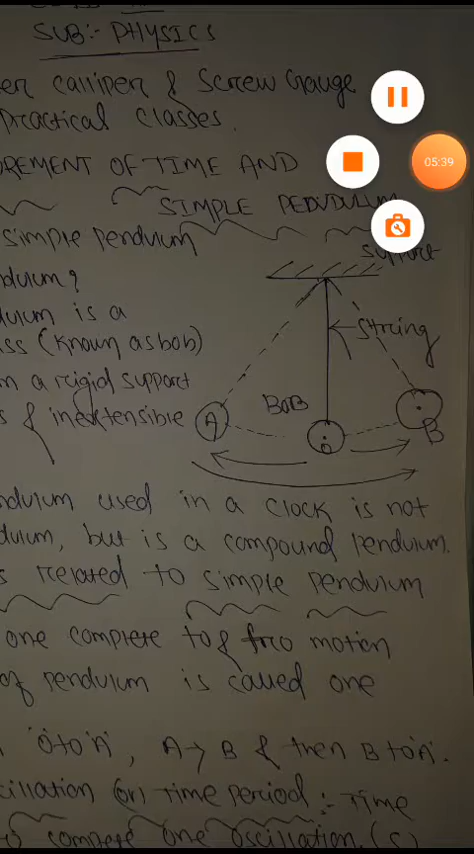 SUB:- PHYSICS
er calliper & Screw Gauge
practical classes.
05:39
REMENT OF TIME AND
SIMPLE PEDUDULUM
simple pendulum
support
dulum?
dulum is a
String
ss (known as bob)
m a rigid support
BOB
s & inextensible
A
O
B
ndulum used in a clock is not
dulum, but is a compound pendulum.
s related to simple pendulum
one complete to & fro motion
of pendulum is called one
O to A, A → B & then B to A.
cillation (or) Time period :- Time
to complete one oscillation. (s)